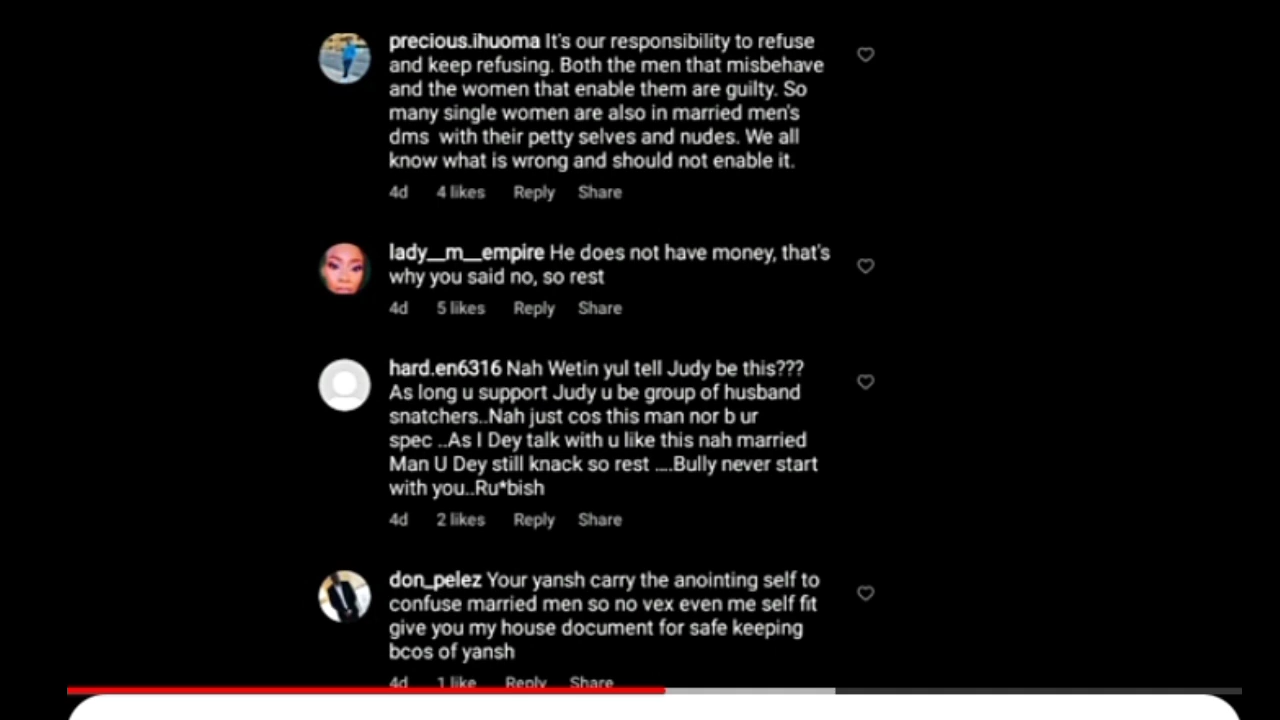 precious.ihuoma It's our responsibility to refuse
and keep refusing. Both the men that misbehave
and the women that enable them are guilty. So
many single women are also in married men's
dms with their petty selves and nudes. We all
know what is wrong and should not enable it.
4d 4 likes Reply Share
lady__m__empire He does not have money, that's
why you said no, so rest
4d 5 likes Reply Share
hard.en6316 Nah Wetin yul tell Judy be this???
As long u support Judy u be group of husband
snatchers..Nah just cos this man nor b ur
spec ..As I Dey talk with u like this nah married
Man U Dey still knack so rest ....Bully never start
with you..Ru*bish
4d 2 likes Reply Share
don_pelez Your yansh carry the anointing self to
confuse married men so no vex even me self fit
give you my house document for safe keeping
bcos of yansh
4d 1 like Reply Share